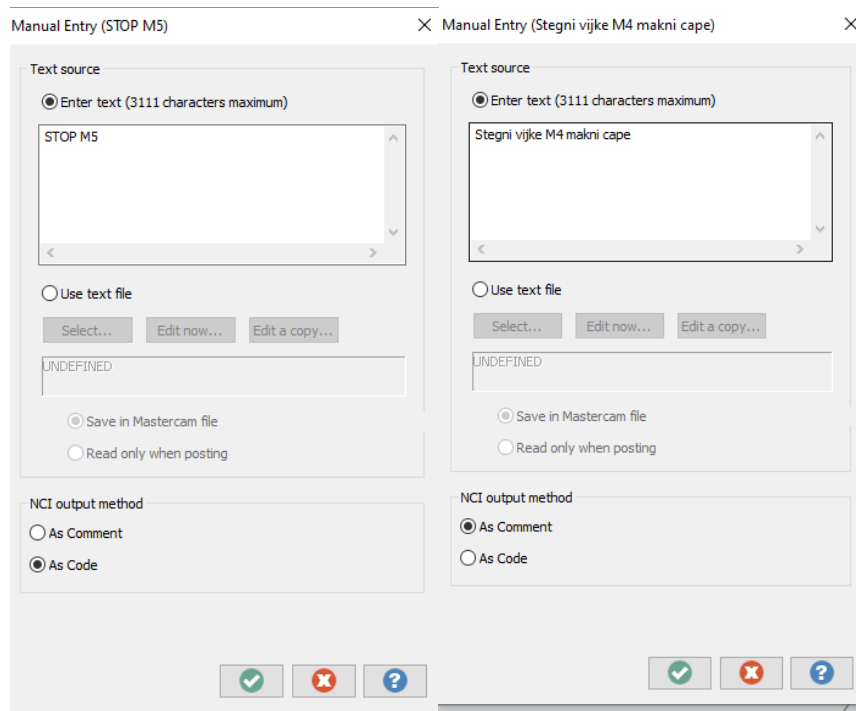 Manual Entry (STOP M5)
Text source
Enter text (3111 characters maximum)
STOP M5
Use text file
Select... Edit now... Edit a copy...
UNDEFINED
Save in Mastercam file
Read only when posting
NCI output method
As Comment
As Code
Manual Entry (Stegni vijke M4 makni cape)
Text source
Enter text (3111 characters maximum)
Stegni vijke M4 makni cape
Use text file
Select... Edit now... Edit a copy...
UNDEFINED
Save in Mastercam file
Read only when posting
NCI output method
As Comment
As Code